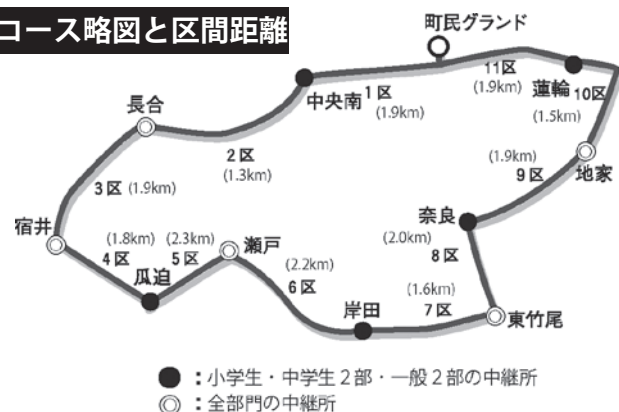 コース略図と区間距離
町民グランド
11区
(1.9km)
蓮輪
10区
(1.5km)
中央南
1区
(1.9km)
長合
2区
(1.3km)
(1.9km)
9区
地家
3区 (1.9km)
宿井
(1.8km)
4区
(2.3km)
5区
瓜迫
瀬戸
奈良
(2.0km)
8区
(2.2km)
6区
(1.6km)
7区
岸田
東竹尾
● : 小学生・中学生2部・一般2部の中継所
◎ : 全部門の中継所